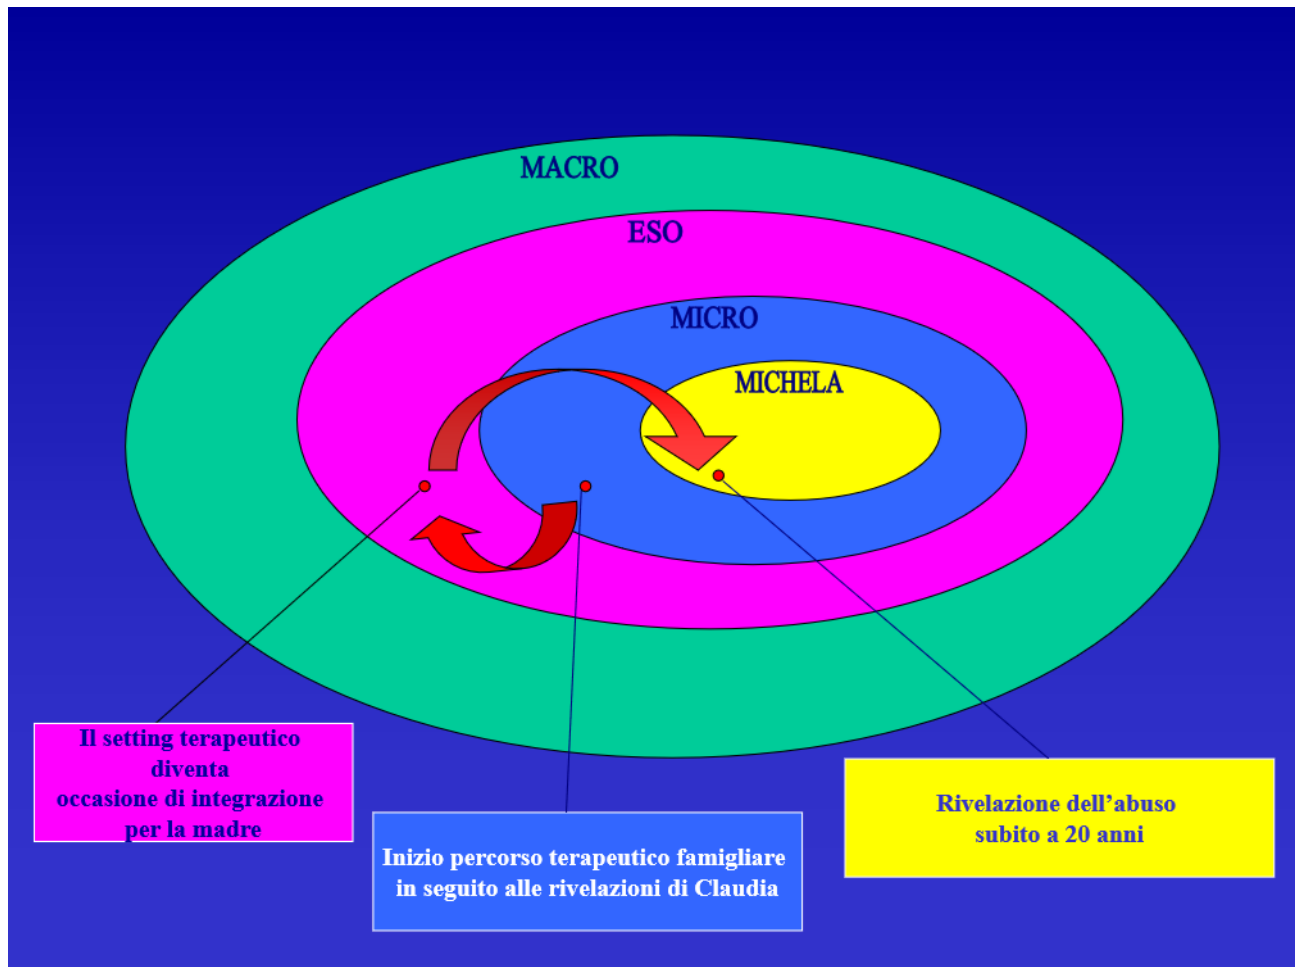 MACRO
ESO
MICRO
MICHELA
Il setting terapeutico
diventa
occasione di integrazione
per la madre
Inizio percorso terapeutico famigliare
in seguito alle rivelazioni di Claudia
Rivelazione dell’abuso
subito a 20 anni